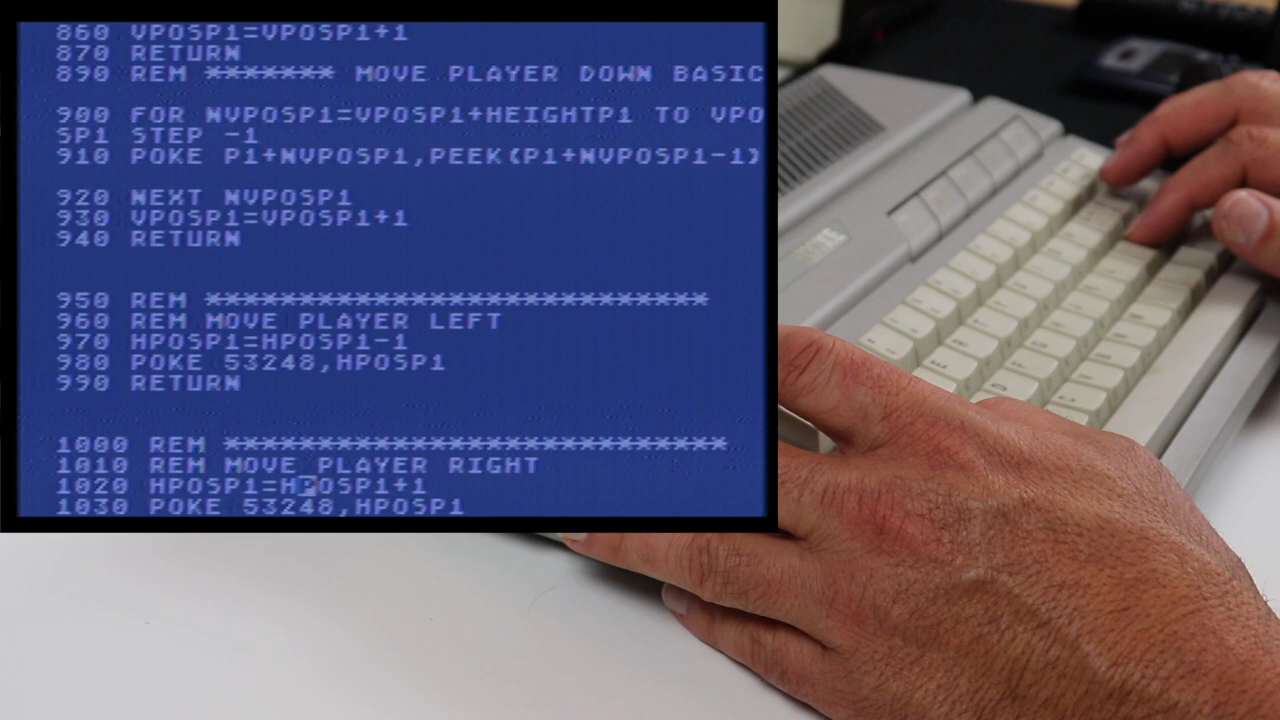 860 VPOSP1=VPOSP1+1
870 RETURN
890 REM ******* MOVE PLAYER DOWN BASIC
900 FOR NVPOSP1=VPOSP1+HEIGHTP1 TO VPO
SP1 STEP -1
910 POKE P1+NVPOSP1,PEEK(P1+NVPOSP1-1)
920 NEXT NVPOSP1
930 VPOSP1=VPOSP1+1
940 RETURN
950 REM ***************************
960 REM MOVE PLAYER LEFT
970 HPOSP1=HPOSP1-1
980 POKE 53248,HPOSP1
990 RETURN
1000 REM ***************************
1010 REM MOVE PLAYER RIGHT
1020 HPOSP1=HPOSP1+1
1030 POKE 53248,HPOSP1